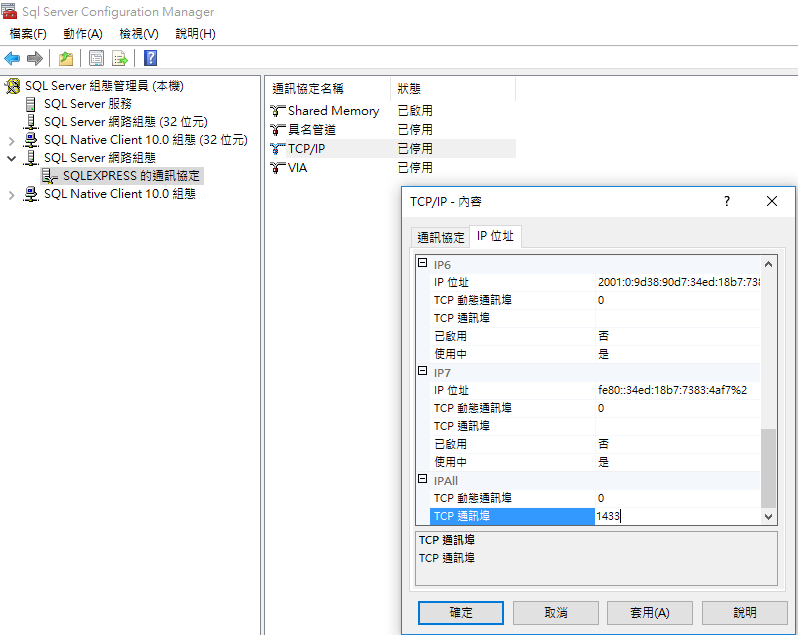 Sql Server Configuration Manager
檔案(F) 動作(A) 檢視(V) 說明(H)
SQL Server 組態管理員 (本機)
SQL Server 服務
SQL Server 網路組態 (32 位元)
SQL Native Client 10.0 組態 (32 位元)
SQL Server 網路組態
SQLEXPRESS 的通訊協定
SQL Native Client 10.0 組態
通訊協定名稱 狀態
Shared Memory 已啟用
具名管道 已停用
TCP/IP 已停用
VIA 已停用
TCP/IP - 內容
通訊協定 IP 位址
IP6
IP 位址 2001:0:9d38:90d7:34ed:18b7:738
TCP 動態通訊埠 0
TCP 通訊埠
已啟用 否
使用中 是
IP7
IP 位址 fe80::34ed:18b7:7383:4af7%2
TCP 動態通訊埠 0
TCP 通訊埠
已啟用 否
使用中 是
IPAll
TCP 動態通訊埠 0
TCP 通訊埠 1433
TCP 通訊埠
TCP 通訊埠
確定 取消 套用(A) 說明